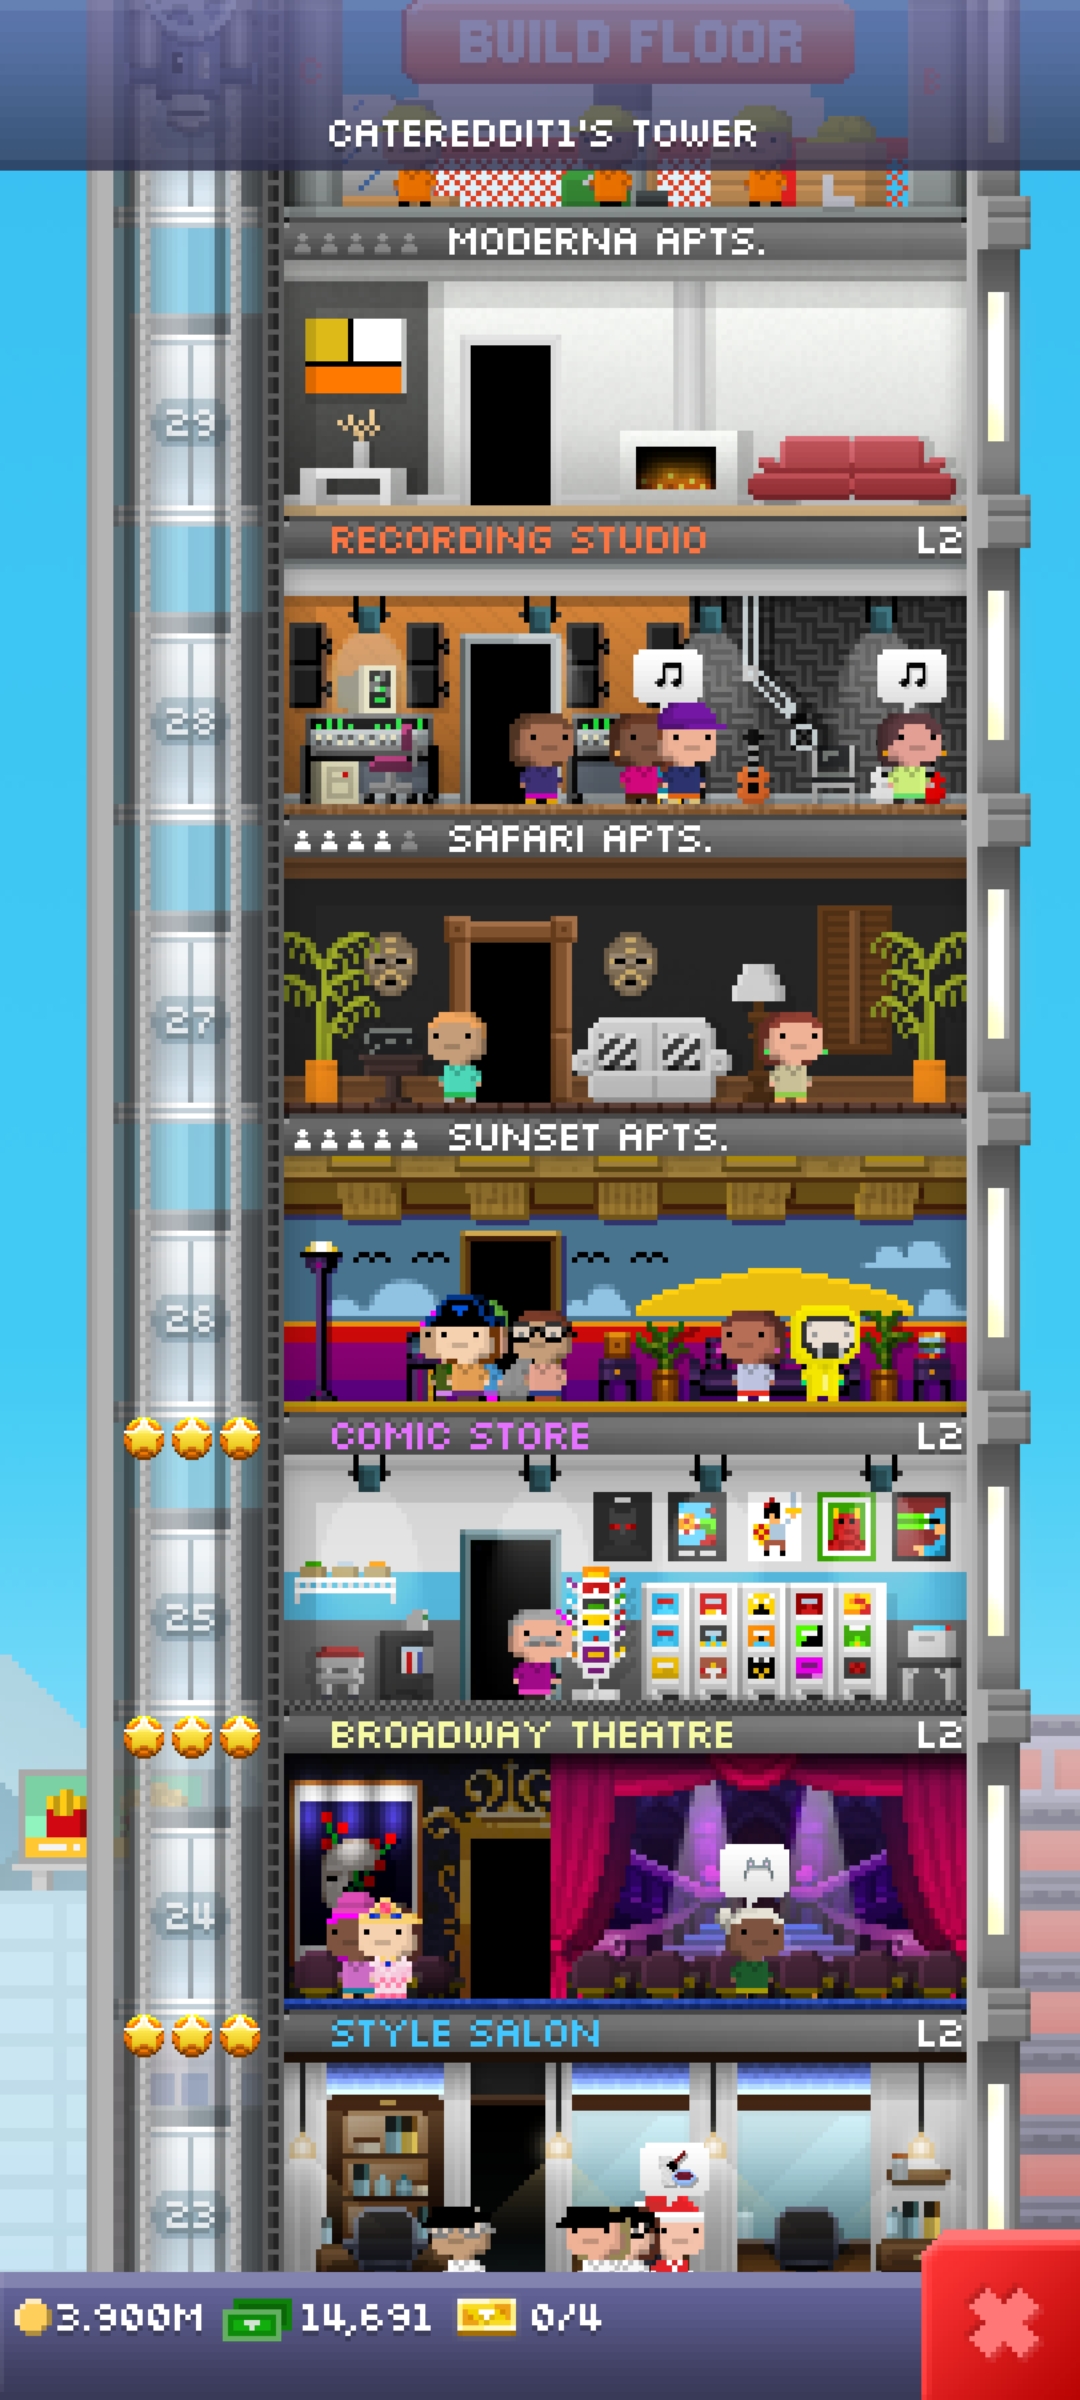 BUILD FLOOR
CATEREDDIT1'S TOWER
MODERNA APTS.
29
RECORDING STUDIO L2
28
SAFARI APTS.
27
SUNSET APTS.
26
COMIC STORE L2
25
BROADWAY THEATRE L2
24
STYLE SALON L2
23
3.900M 14,691 0/4